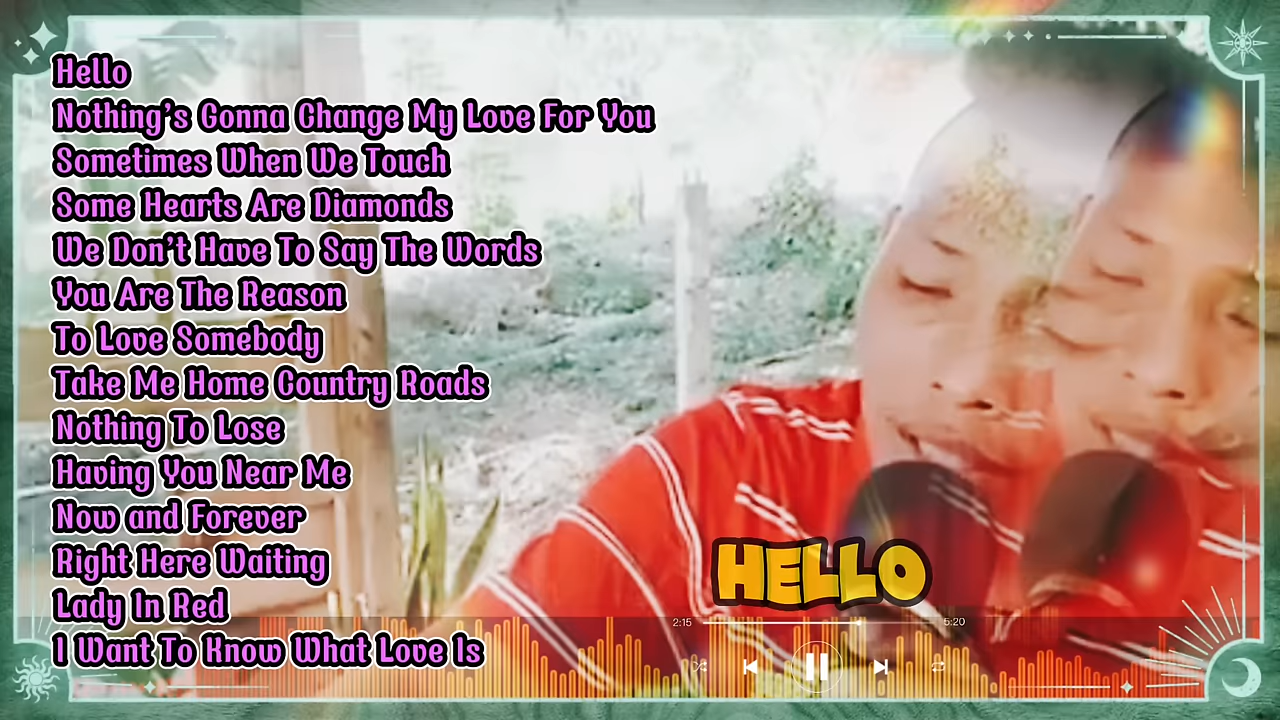 Hello
Nothing's Gonna Change My Love For You
Sometimes When We Touch
Some Hearts Are Diamonds
We Don't Have To Say The Words
You Are The Reason
To Love Somebody
Take Me Home Country Roads
Nothing To Lose
Having You Near Me
Now and Forever
Right Here Waiting
Lady In Red
I Want To Know What Love Is
HELLO
2:15 5:20